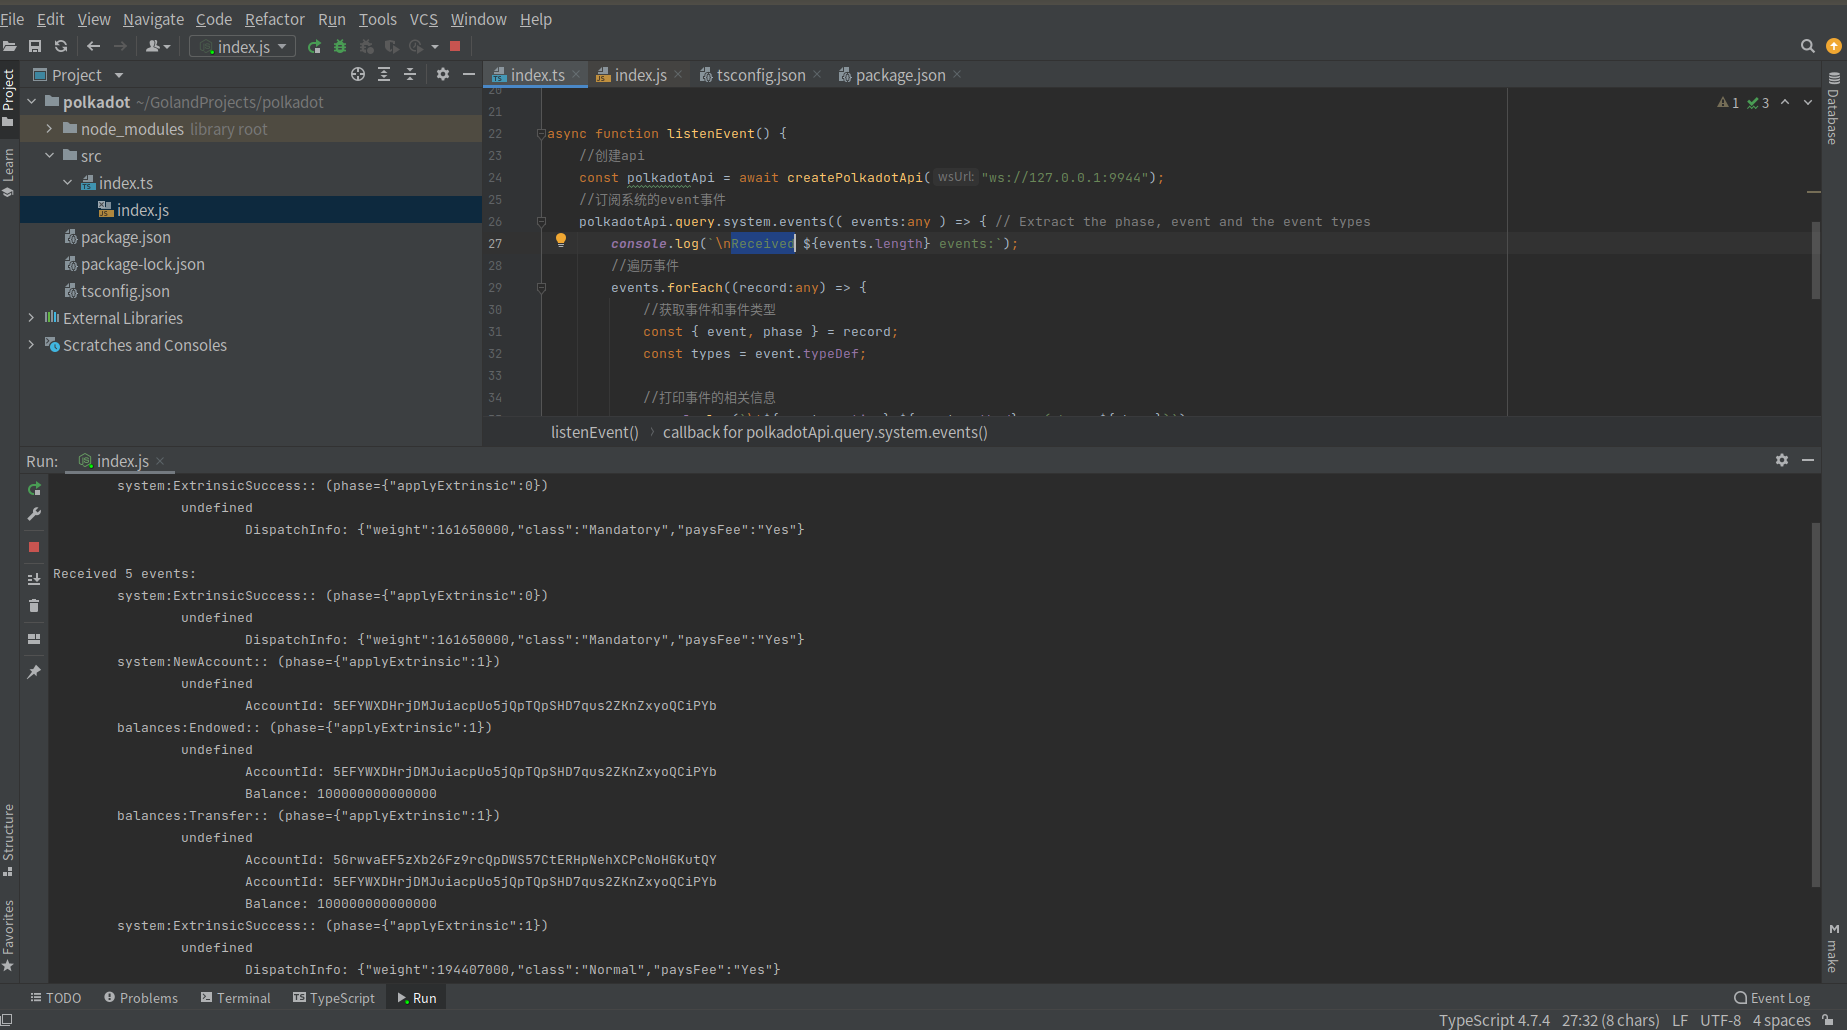 File Edit View Navigate Code Refactor Run Tools VCS Window Help
index.js
Project
index.ts index.js tsconfig.json package.json
polkadot ~/GolandProjects/polkadot
node_modules library root
src
index.ts
index.js
package.json
package-lock.json
tsconfig.json
External Libraries
Scratches and Consoles
Project
Learn
Structure
Favorites
Database
make
1 3
20
21
22 async function listenEvent() {
23 //创建api
24 const polkadotApi = await createPolkadotApi( wsUrl: "ws://127.0.0.1:9944");
25 //订阅系统的event事件
26 polkadotApi.query.system.events(( events:any ) => { // Extract the phase, event and the event types
27 console.log(`\nReceived ${events.length} events:`);
28 //遍历事件
29 events.forEach((record:any) => {
30 //获取事件和事件类型
31 const { event, phase } = record;
32 const types = event.typeDef;
33
34 //打印事件的相关信息
listenEvent() › callback for polkadotApi.query.system.events()
Run: index.js
system:ExtrinsicSuccess:: (phase={"applyExtrinsic":0})
undefined
DispatchInfo: {"weight":161650000,"class":"Mandatory","paysFee":"Yes"}
Received 5 events:
system:ExtrinsicSuccess:: (phase={"applyExtrinsic":0})
undefined
DispatchInfo: {"weight":161650000,"class":"Mandatory","paysFee":"Yes"}
system:NewAccount:: (phase={"applyExtrinsic":1})
undefined
AccountId: 5EFYWXDHrjDMJuiacpUo5jQpTQpSHD7qus2ZKnZxyoQCiPYb
balances:Endowed:: (phase={"applyExtrinsic":1})
undefined
AccountId: 5EFYWXDHrjDMJuiacpUo5jQpTQpSHD7qus2ZKnZxyoQCiPYb
Balance: 100000000000000
balances:Transfer:: (phase={"applyExtrinsic":1})
undefined
AccountId: 5GrwvaEF5zXb26Fz9rcQpDWS57CtERHpNehXCPcNoHGKutQY
AccountId: 5EFYWXDHrjDMJuiacpUo5jQpTQpSHD7qus2ZKnZxyoQCiPYb
Balance: 100000000000000
system:ExtrinsicSuccess:: (phase={"applyExtrinsic":1})
undefined
DispatchInfo: {"weight":194407000,"class":"Normal","paysFee":"Yes"}
TODO Problems Terminal TypeScript Run Event Log
TypeScript 4.7.4 27:32 (8 chars) LF UTF-8 4 spaces